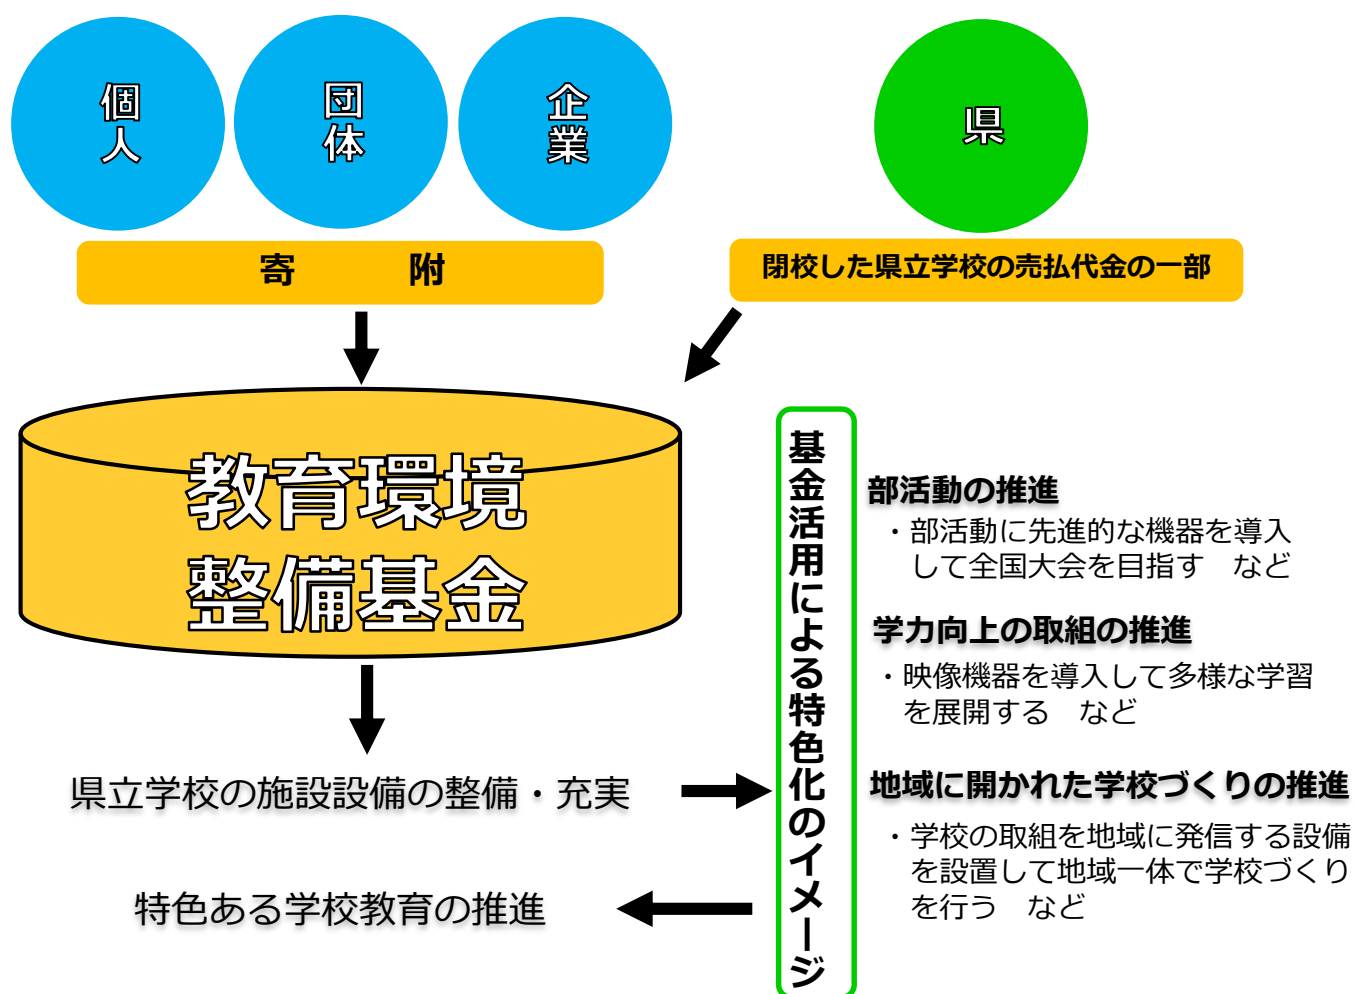 個人
団体
企業
県
寄　附
閉校した県立学校の売払代金の一部
教育環境
整備基金
県立学校の施設設備の整備・充実
特色ある学校教育の推進
基金活用による特色化のイメージ
部活動の推進
・部活動に先進的な機器を導入
して全国大会を目指す　など
学力向上の取組の推進
・映像機器を導入して多様な学習
を展開する　など
地域に開かれた学校づくりの推進
・学校の取組を地域に発信する設備
を設置して地域一体で学校づくり
を行う　など